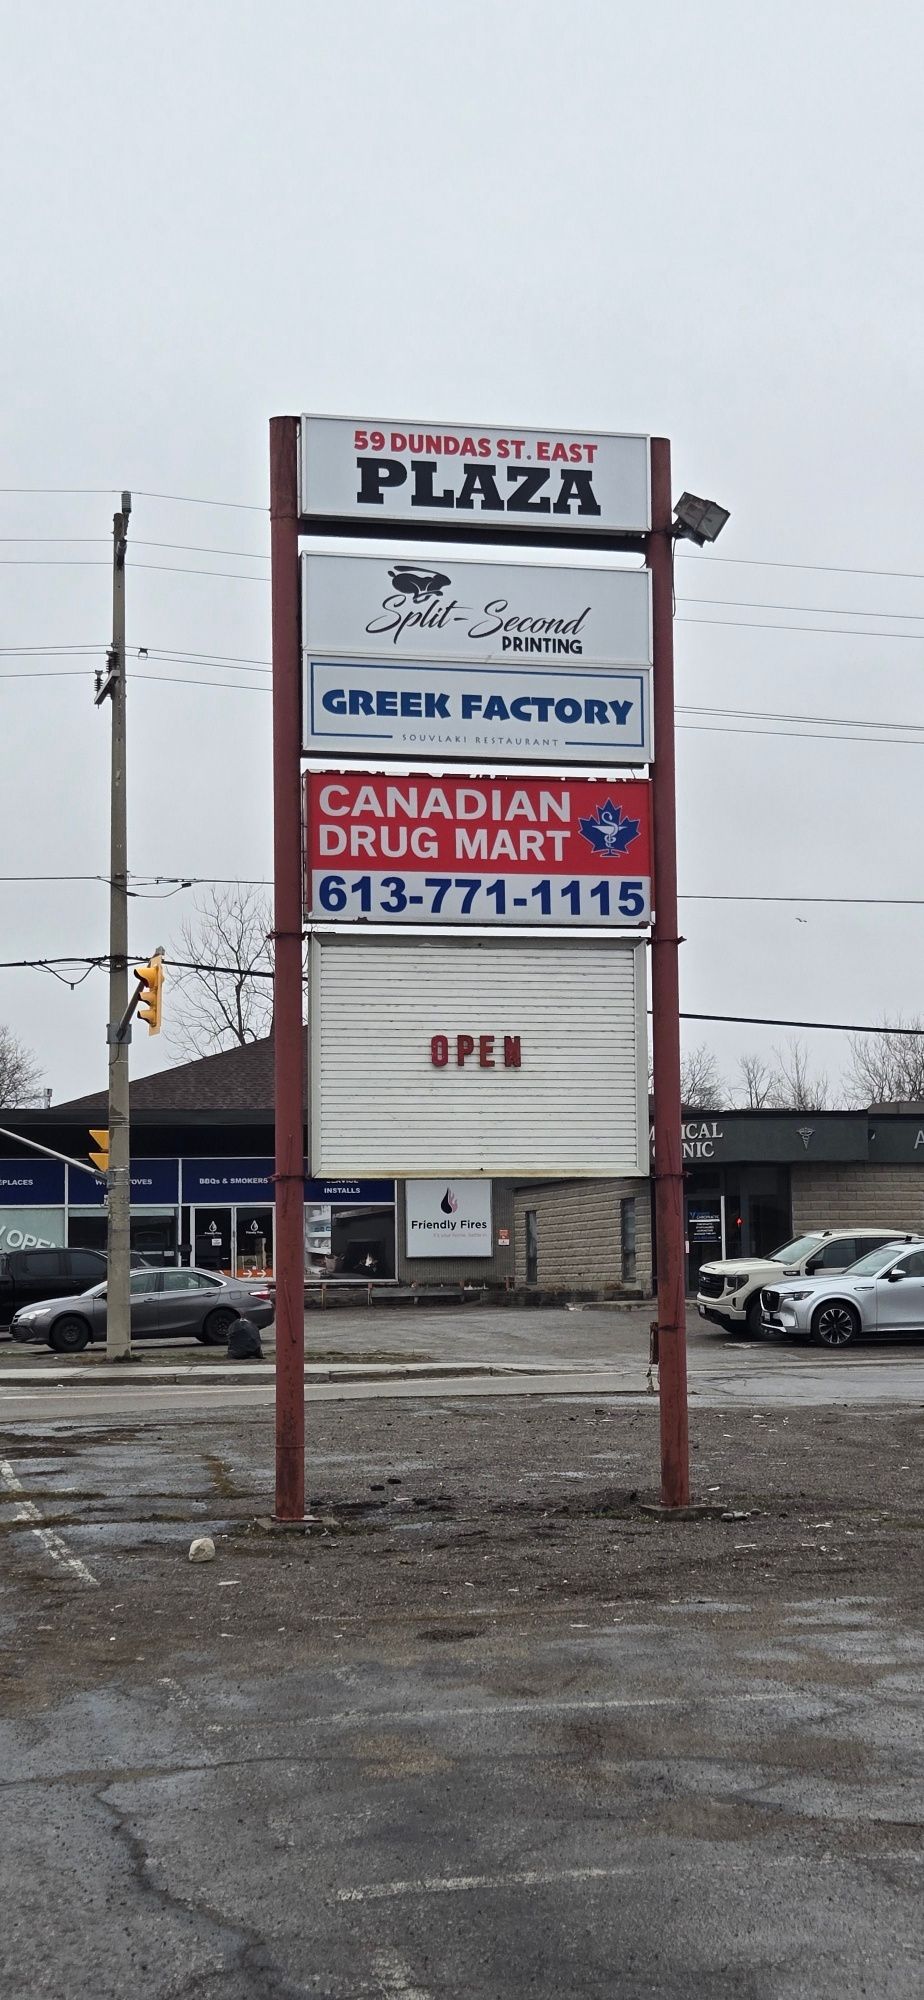 59 DUNDAS ST. EAST
PLAZA
Split-Second
PRINTING
GREEK FACTORY
SOUVLAKI RESTAURANT
CANADIAN
DRUG MART
613-771-1115
OPEN
BBQs & SMOKERS
INSTALLS
Friendly Fires